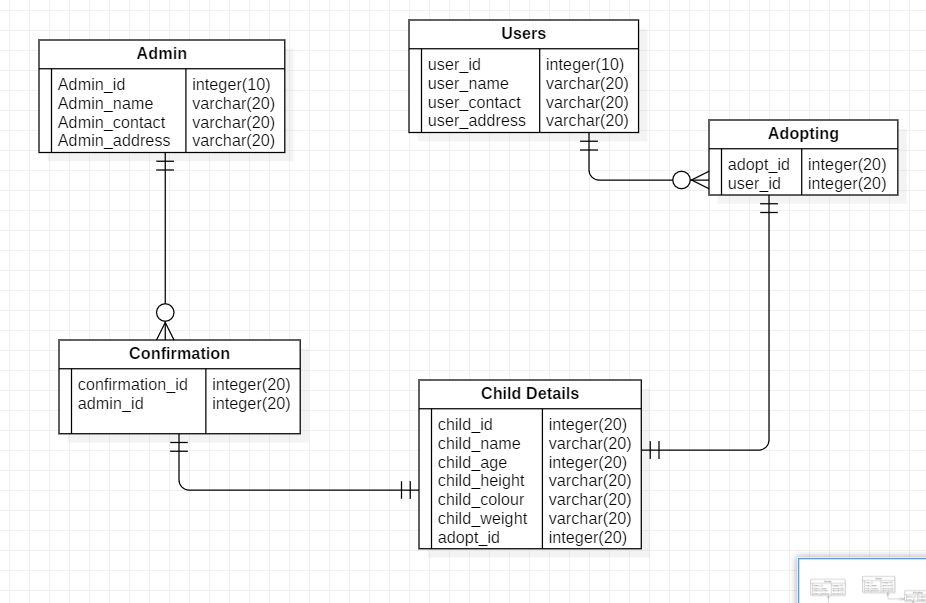 Admin
Admin_id integer(10)
Admin_name varchar(20)
Admin_contact varchar(20)
Admin_address varchar(20)
Users
user_id integer(10)
user_name varchar(20)
user_contact varchar(20)
user_address varchar(20)
Adopting
adopt_id integer(20)
user_id integer(20)
Confirmation
confirmation_id integer(20)
admin_id integer(20)
Child Details
child_id integer(20)
child_name varchar(20)
child_age integer(20)
child_height varchar(20)
child_colour varchar(20)
child_weight varchar(20)
adopt_id integer(20)